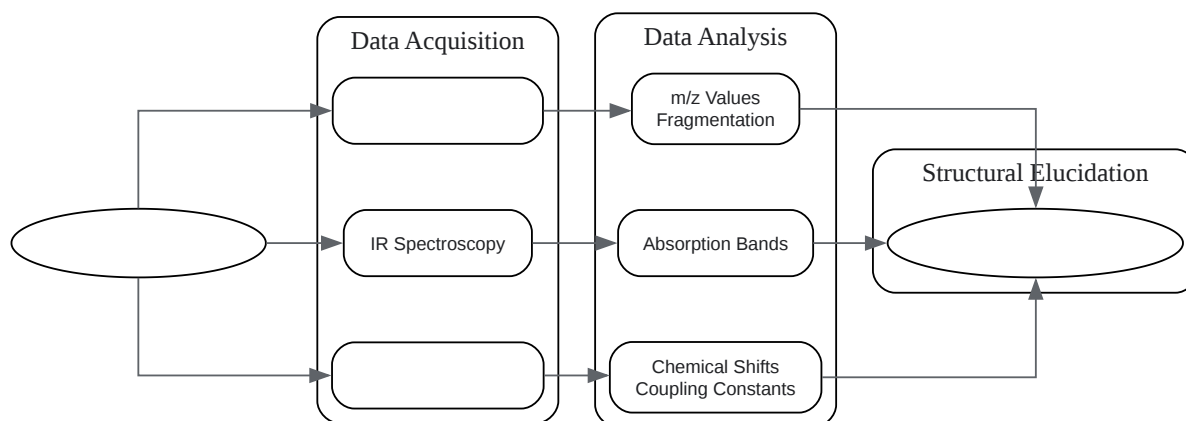 Data Acquisition
Data Analysis
m/z Values
Fragmentation
Structural Elucidation
IR Spectroscopy
Absorption Bands
Chemical Shifts
Coupling Constants